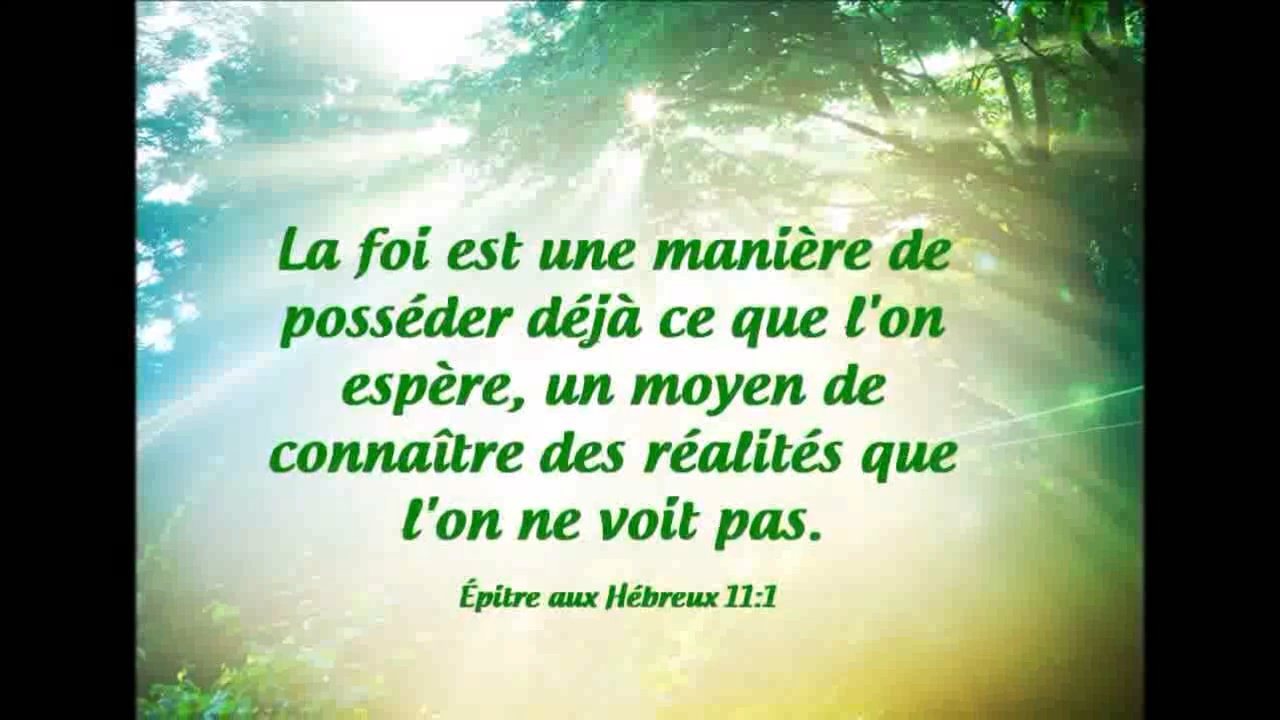 La foi est une manière de
posséder déjà ce que l'on
espère, un moyen de
connaître des réalités que
l'on ne voit pas.
Épitre aux Hébreux 11:1